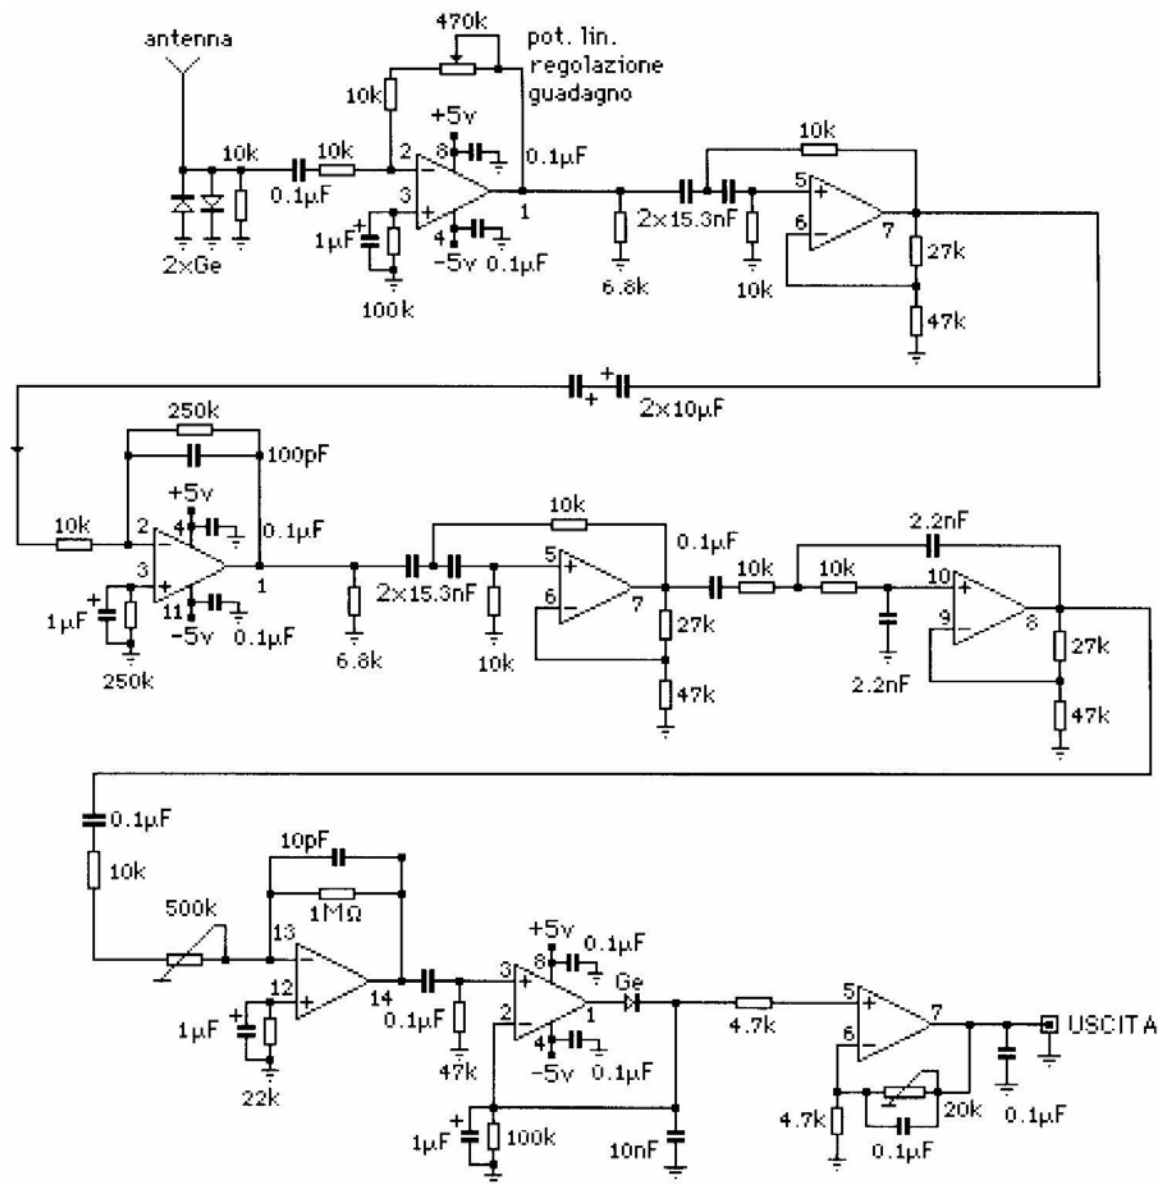 470k
antenna
pot. lin.
regolazione
guadagno
10k
+5v
10k
10k
10k
2
8
0.1µF
0.1µF
3
1
5
6
7
2×15.3nF
27k
1µF
4
-5v
0.1µF
2×Ge
100k
6.8k
10k
47k
+
+
+
2×10µF
250k
100pF
+5v
10k
2
4
0.1µF
3
1
1µF
+
11
-5v
0.1µF
250k
10k
2×15.3nF
5
6
7
6.8k
10k
27k
47k
0.1µF
10k
10k
2.2nF
10
9
8
2.2nF
27k
47k
0.1µF
10k
10pF
1MΩ
500k
13
12
14
1µF
+
22k
0.1µF
47k
+5v
0.1µF
3
8
2
1
4
-5v
0.1µF
Ge
4.7k
5
6
7
USCITA
1µF
+
100k
10nF
4.7k
20k
0.1µF
0.1µF